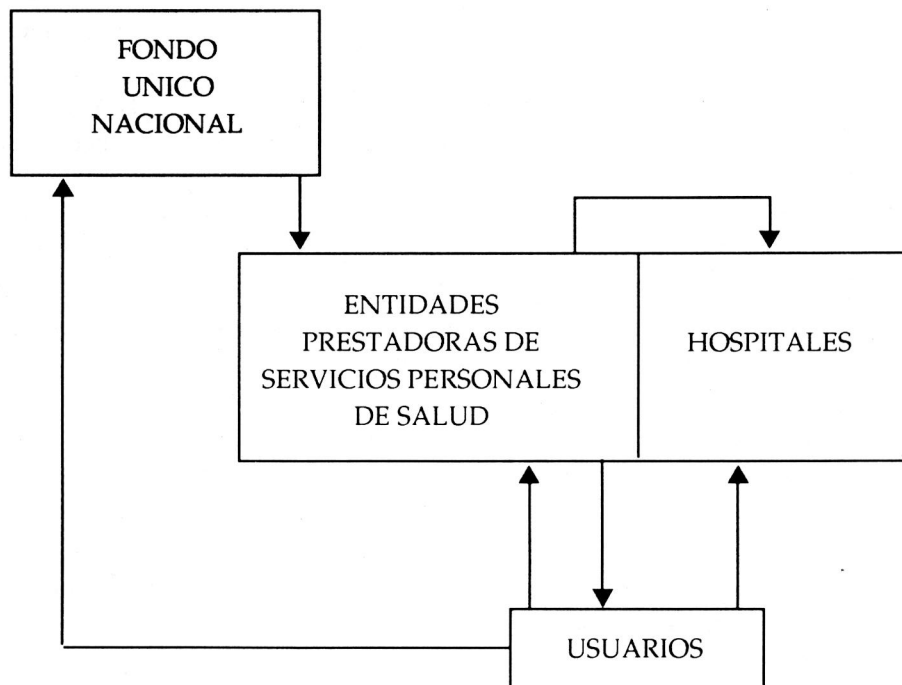 FONDO
UNICO
NACIONAL
ENTIDADES
PRESTADORAS DE
SERVICIOS PERSONALES
DE SALUD
HOSPITALES
USUARIOS